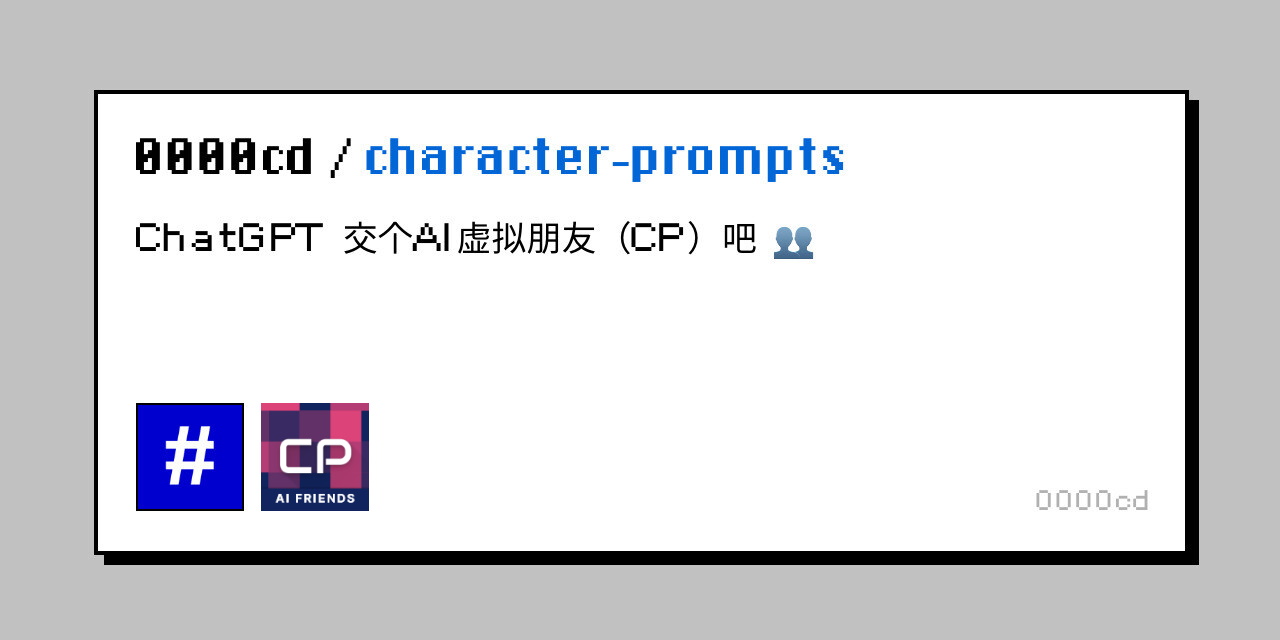 0000cd / character-prompts
ChatGPT 交个AI虚拟朋友（CP）吧 👥
#
CP
AI FRIENDS
0000cd